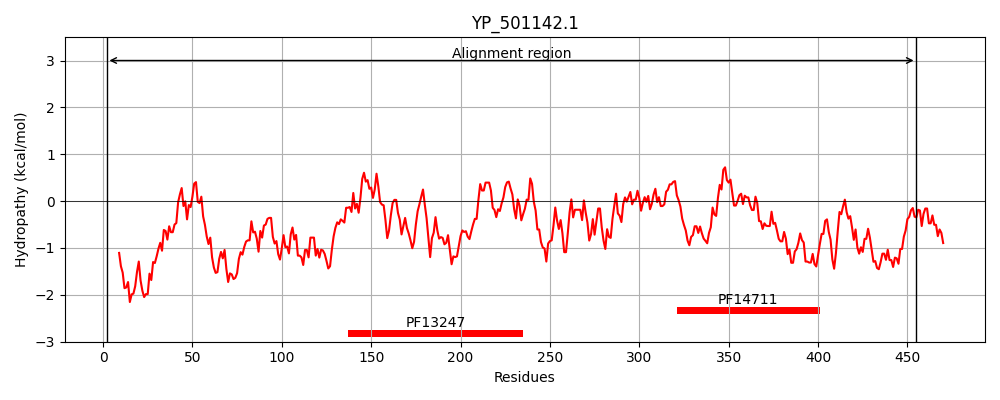 YP_501142.1
Alignment region
3
2
1
0
−1
−2
−3
Hydropathy (kcal/mol)
PF14711
PF13247
0 50 100 150 200 250 300 350 400 450
Residues